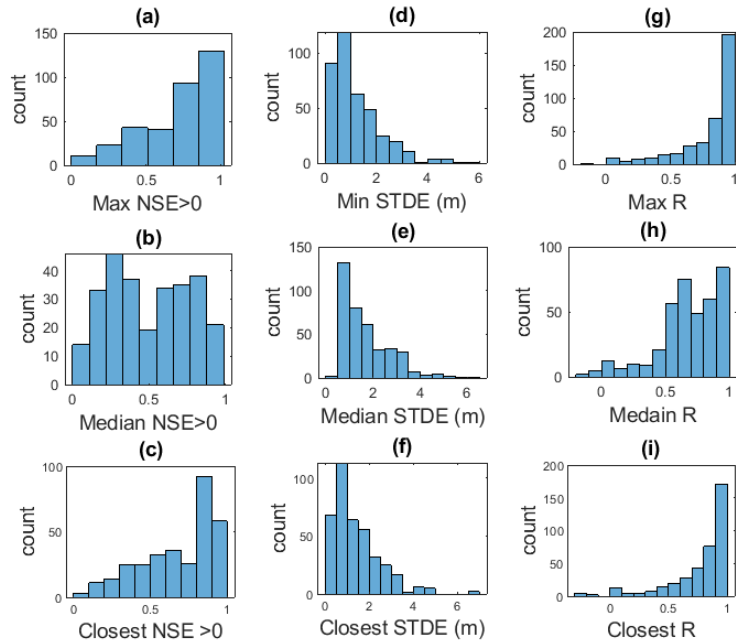 (a)
150
100
50
0
count
0 0.5 1
Max NSE>0
(d)
100
50
0
count
0 2 4 6
Min STDE (m)
(g)
200
150
100
50
0
count
0 0.5 1
Max R
(b)
40
30
20
10
0
count
0 0.5 1
Median NSE>0
(e)
150
100
50
0
count
0 2 4 6
Median STDE (m)
(h)
100
50
0
count
0 0.5 1
Medain R
(c)
100
50
0
count
0 0.5 1
Closest NSE >0
(f)
100
50
0
count
0 2 4 6
Closest STDE (m)
(i)
200
150
100
50
0
count
0 0.5 1
Closest R